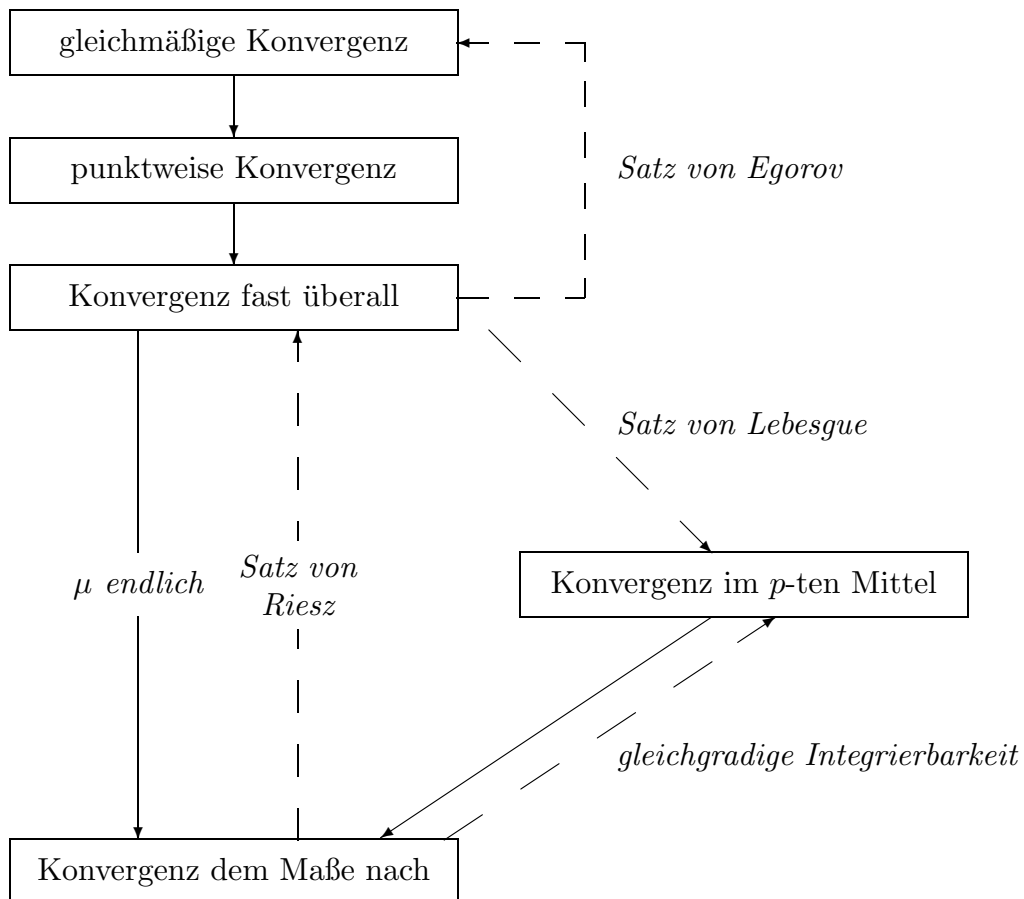 gleichmäßige Konvergenz
punktweise Konvergenz
Satz von Egorov
Konvergenz fast überall
Satz von Lebesgue
μ endlich
Satz von
Riesz
Konvergenz im p-ten Mittel
gleichgradige Integrierbarkeit
Konvergenz dem Maße nach